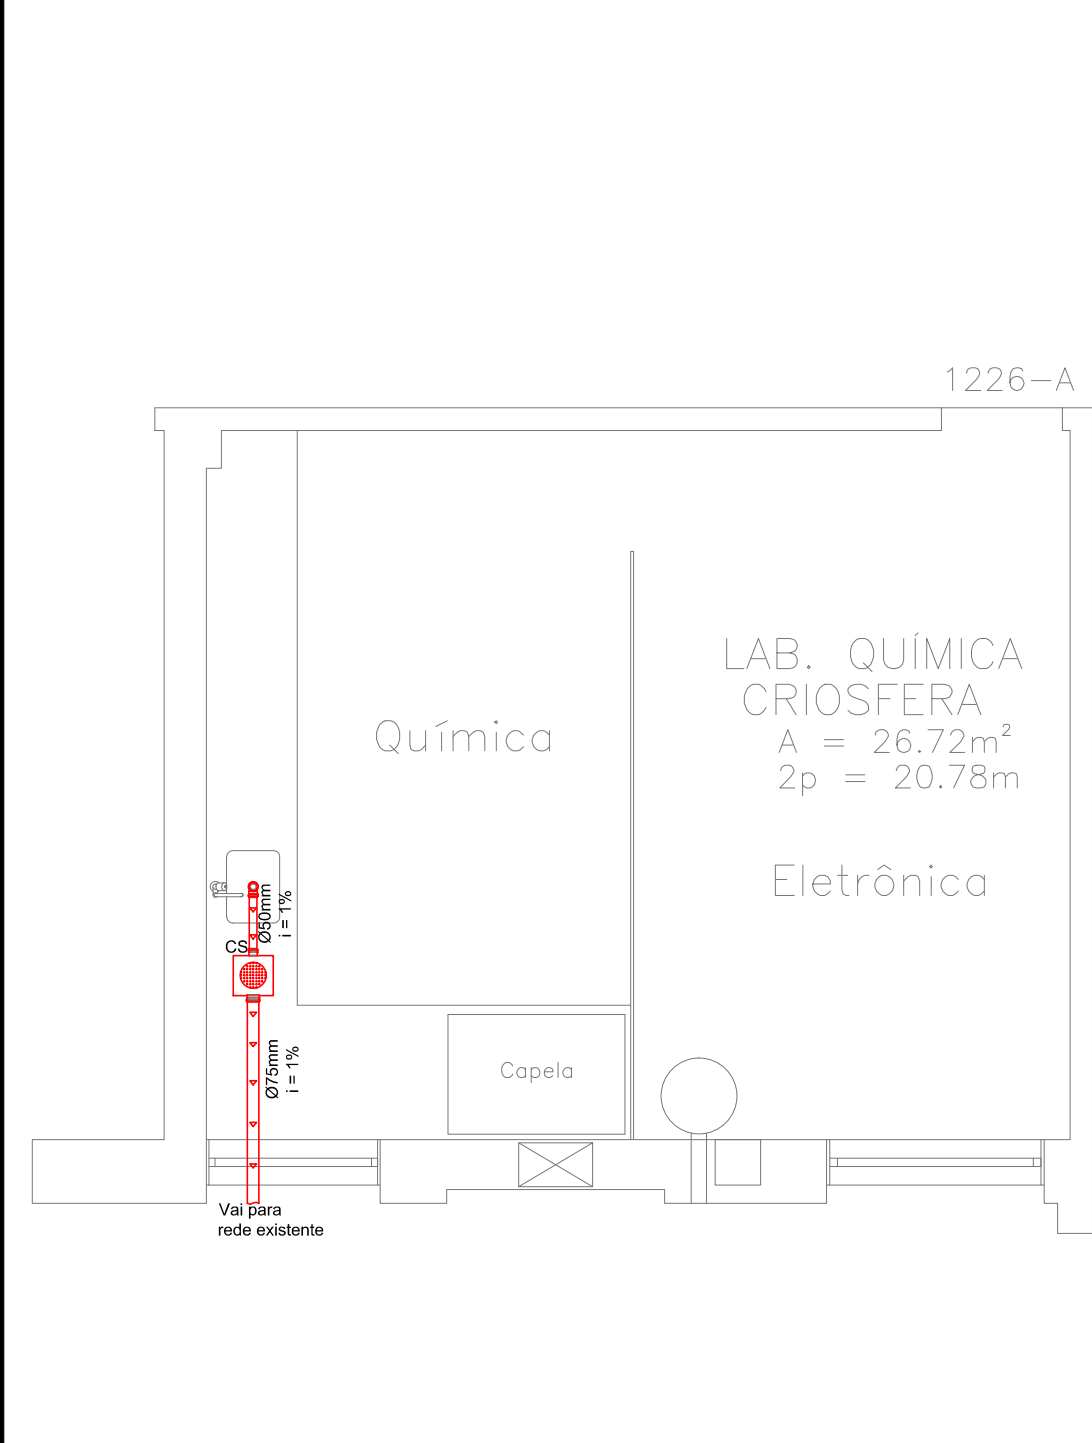 1226-A
LAB. QUÍMICA
CRIOSFERA
A = 26.72m²
2p = 20.78m
Química
Eletrônica
Ø50mm
i = 1%
CS
Ø75mm
i = 1%
Capela
Vai para
rede existente